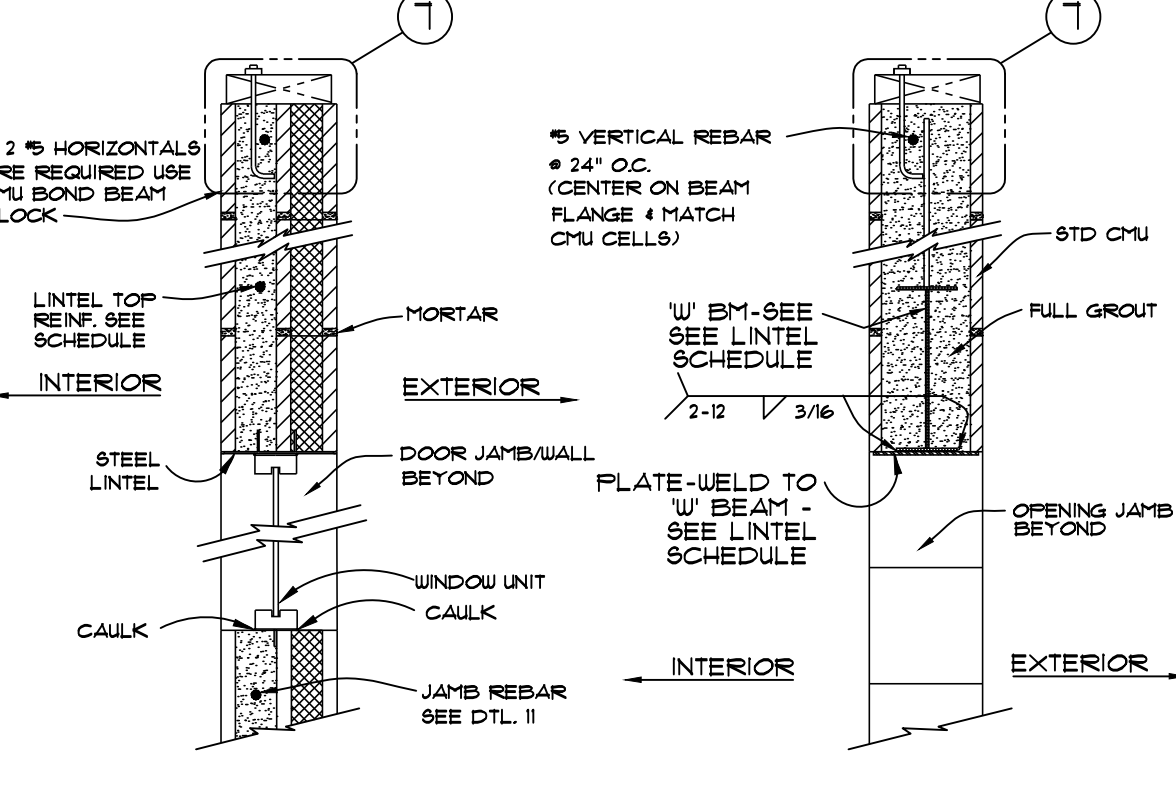 7
2 #5 HORIZONTALS
RE REQUIRED USE
MU BOND BEAM
LOCK
LINTEL TOP
REINF. SEE
SCHEDULE
MORTAR
INTERIOR
EXTERIOR
STEEL
LINTEL
DOOR JAMB/WALL
BEYOND
WINDOW UNIT
CAULK
CAULK
JAMB REBAR
SEE DTL. 11
7
#5 VERTICAL REBAR
@ 24" O.C.
(CENTER ON BEAM
FLANGE & MATCH
CMU CELLS)
STD CMU
'W' BM-SEE
SEE LINTEL
SCHEDULE
FULL GROUT
2-12 3/16
PLATE-WELD TO
'W' BEAM -
SEE LINTEL
SCHEDULE
OPENING JAMB
BEYOND
INTERIOR
EXTERIOR